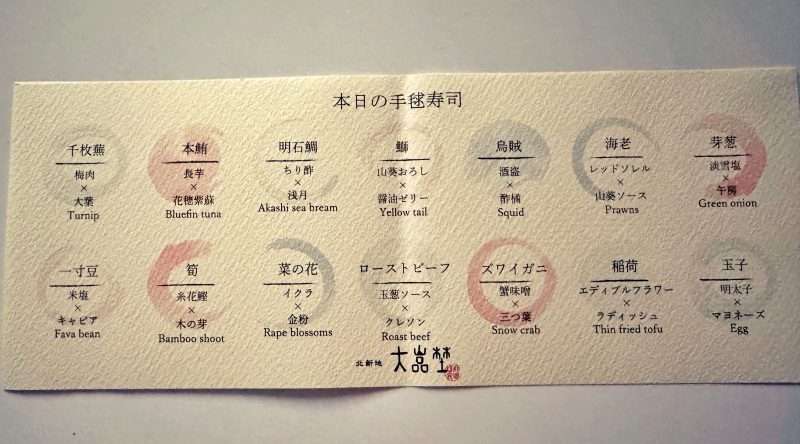 本日の手毬寿司
千枚蕪
梅肉
×
大葉
Turnip
本鮪
長芋
×
花穂紫蘇
Bluefin tuna
明石鯛
ちり酢
×
浅月
Akashi sea bream
鰤
山葵おろし
×
醤油ゼリー
Yellow tail
烏賊
酒盗
×
酢橘
Squid
海老
レッドソレル
×
山葵ソース
Prawns
芽葱
淡雪塩
×
午房
Green onion
一寸豆
米塩
×
キャビア
Fava bean
筍
糸花鰹
×
木の芽
Bamboo shoot
菜の花
イクラ
×
金粉
Rape blossoms
ローストビーフ
玉葱ソース
×
クレソン
Roast beef
ズワイガニ
蟹味噌
×
三つ葉
Snow crab
稲荷
エディブルフラワー
×
ラディッシュ
Thin fried tofu
玉子
明太子
×
マヨネーズ
Egg
北新地